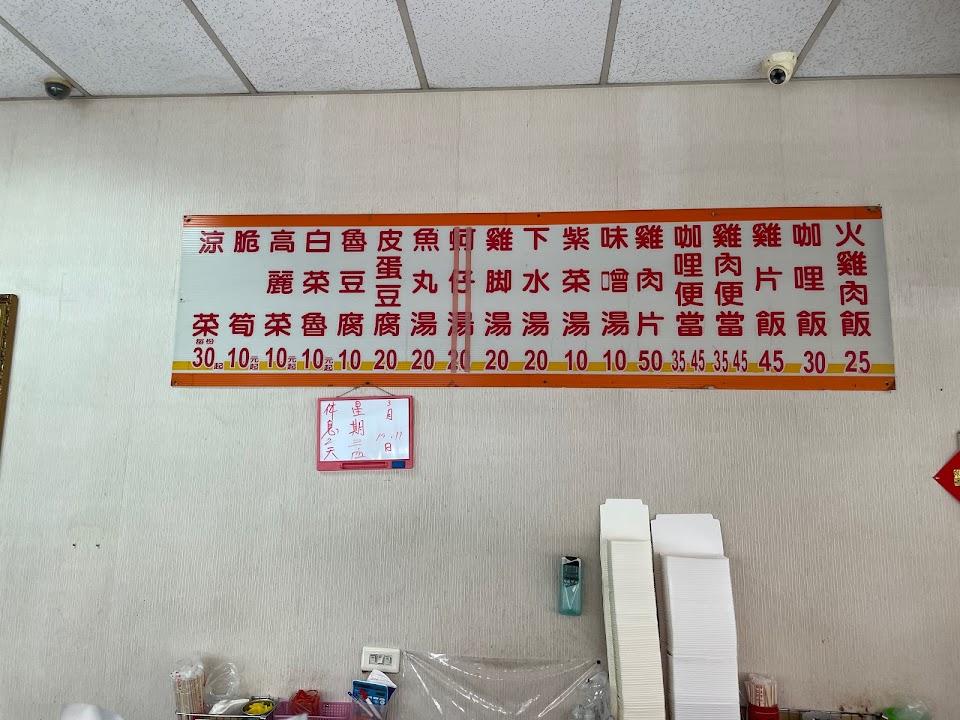 火雞肉飯 25
咖哩飯 30
雞片飯 45
雞肉便當 35 45
咖哩便當 35 45
雞肉片 50
味噌湯 10
紫菜湯 10
下水湯 20
雞脚湯 20
蚵仔湯 20
魚丸湯 20
皮蛋豆腐 20
魯豆腐 10
白菜魯 10元起
高麗菜 10元起
脆筍 10元起
涼菜 每份 30起
3月
星期
休息2天